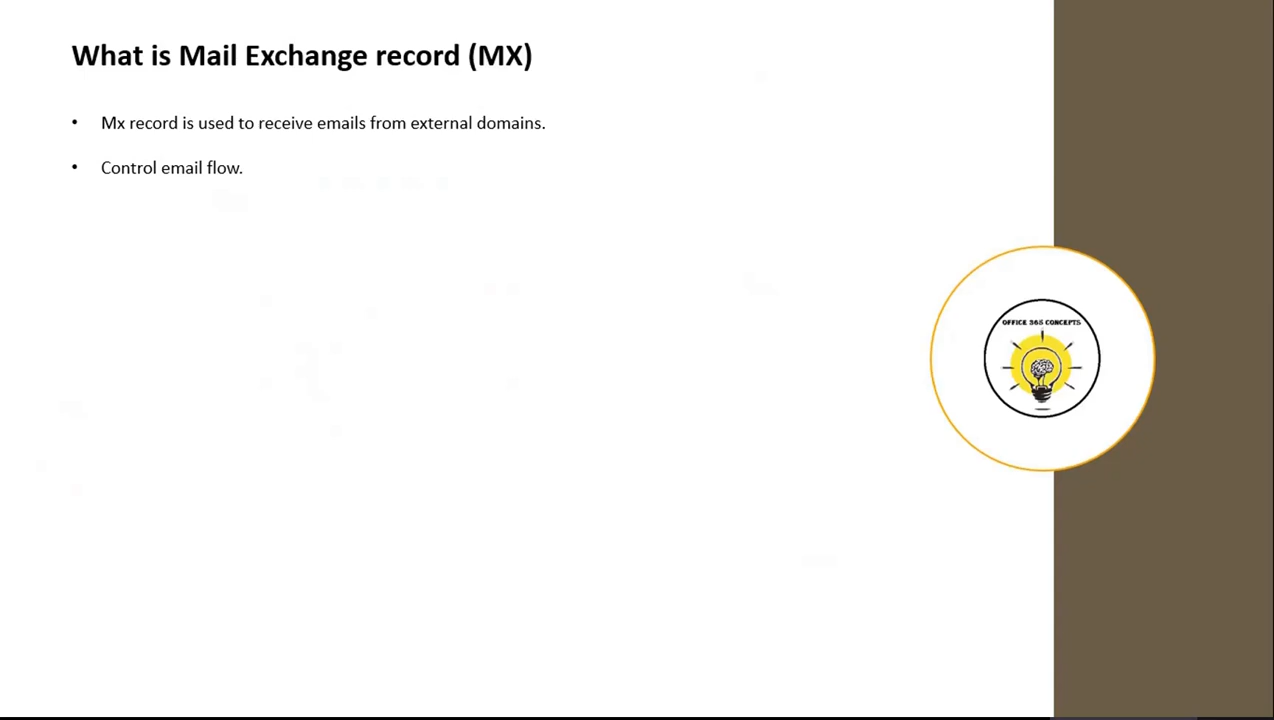 What is Mail Exchange record (MX)
• Mx record is used to receive emails from external domains.
• Control email flow.
OFFICE 365 CONCEPTS